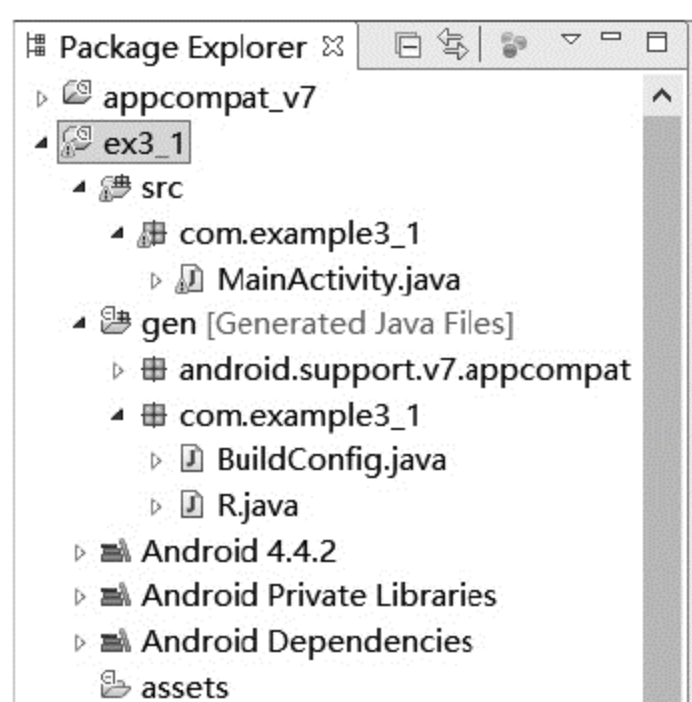 Package Explorer
appcompat_v7
ex3_1
src
com.example3_1
MainActivity.java
gen [Generated Java Files]
android.support.v7.appcompat
com.example3_1
BuildConfig.java
R.java
Android 4.4.2
Android Private Libraries
Android Dependencies
assets